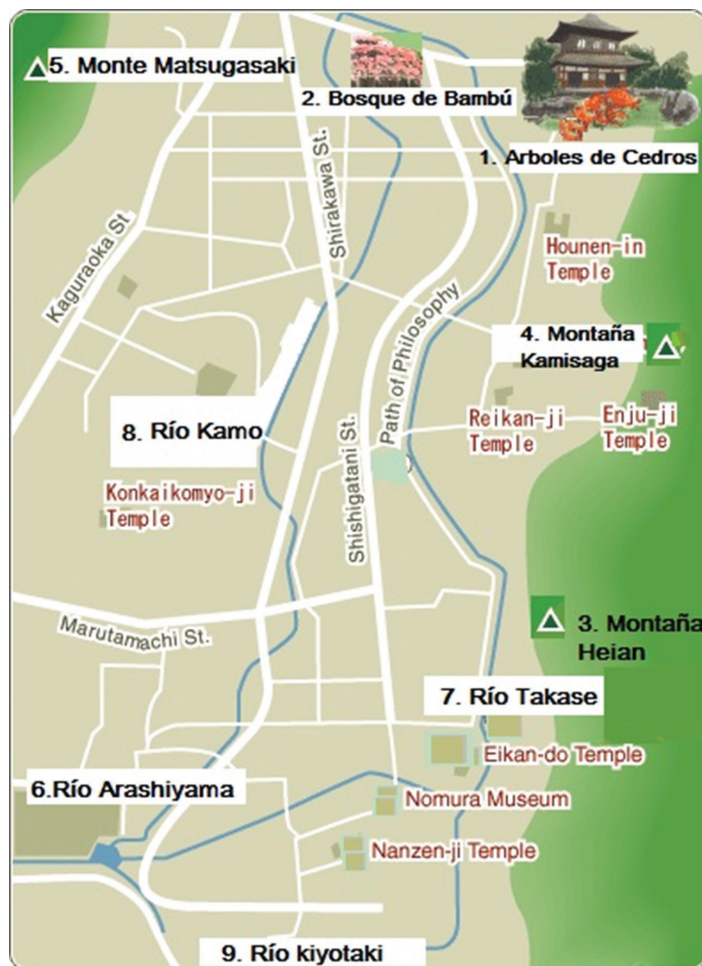 5. Monte Matsugasaki
2. Bosque de Bambú
1. Arboles de Cedros
Shirakawa St.
Kaguraoka St.
Hounen-in
Temple
Path of Philosophy
4. Montaña
Kamisaga
8. Río Kamo
Reikan-ji
Temple
Enju-ji
Temple
Konkaikomyo-ji
Temple
Shishigatani St.
Marutamachi St.
3. Montaña
Heian
7. Río Takase
Eikan-do Temple
6.Río Arashiyama
Nomura Museum
Nanzen-ji Temple
9. Río kiyotaki